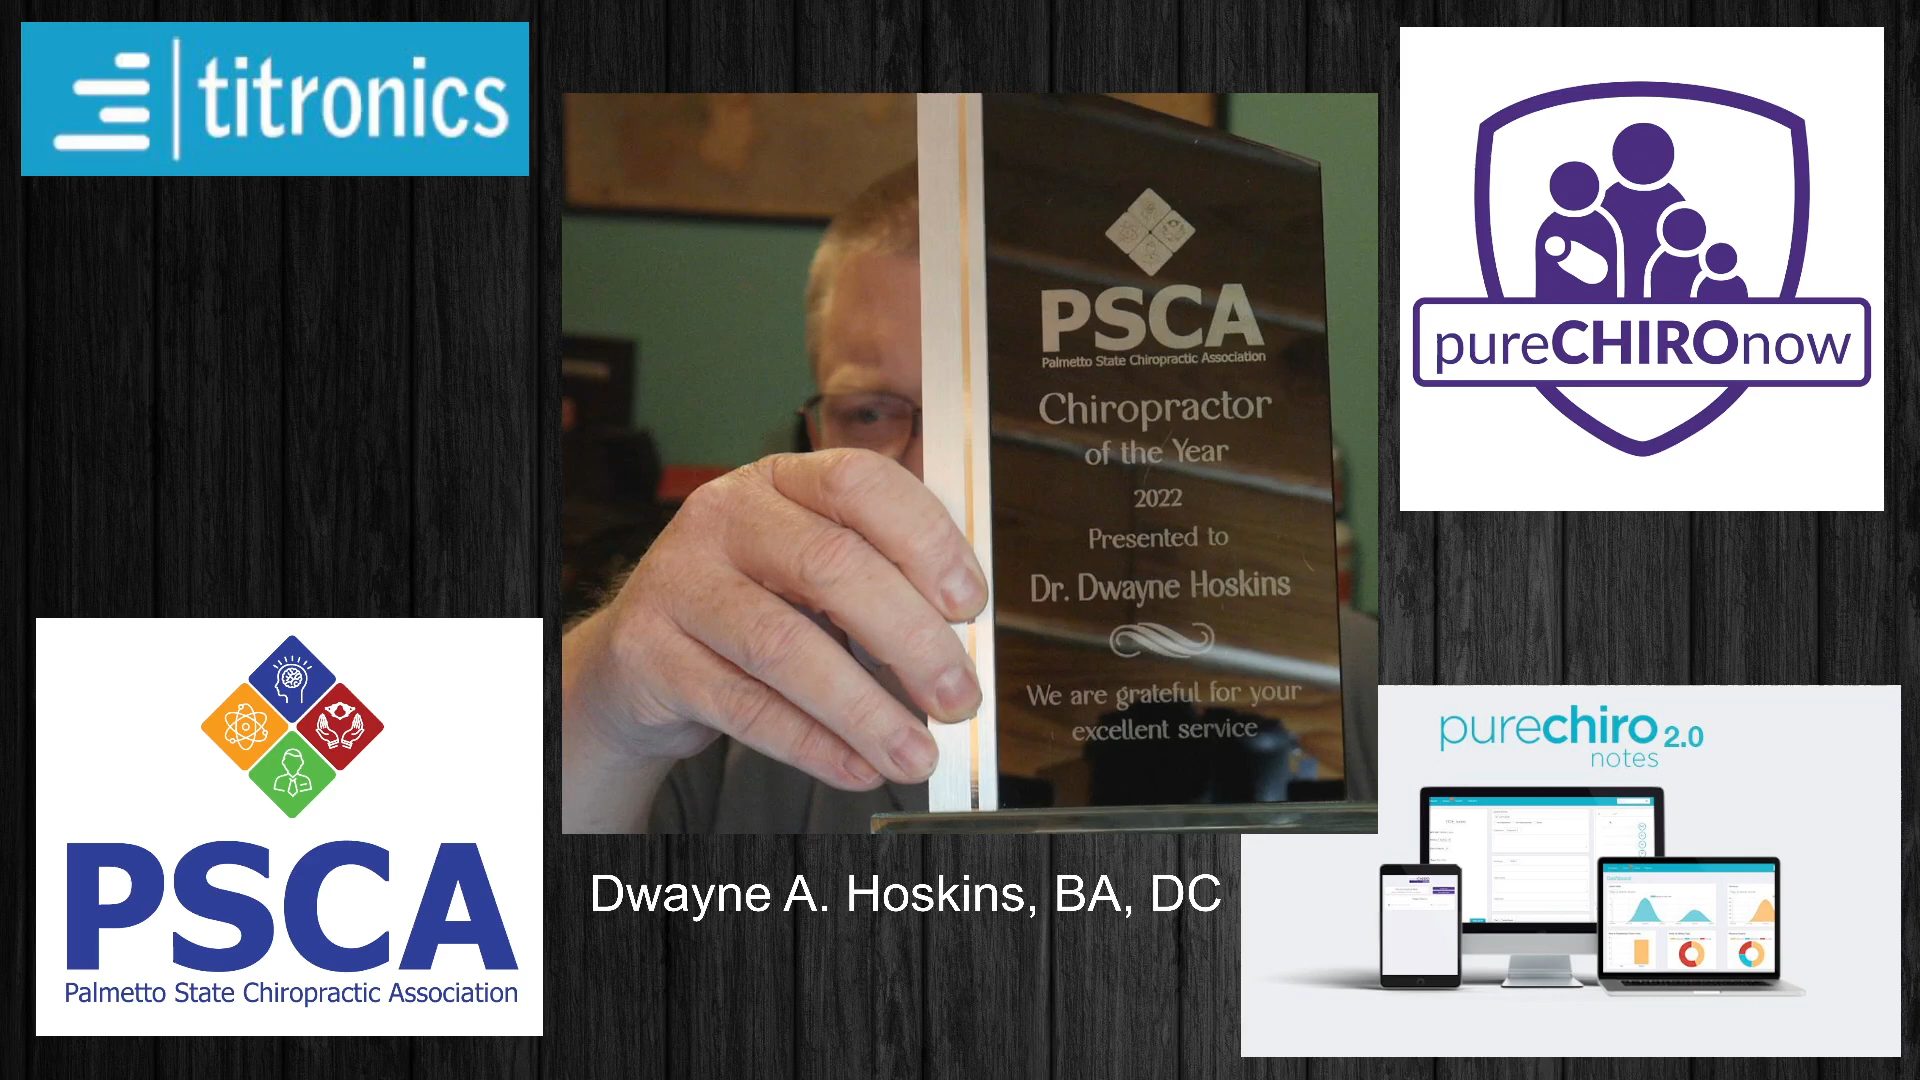 titronics
PSCA
Palmetto State Chiropractic Association
Chiropractor
of the Year
2022
Presented to
Dr. Dwayne Hoskins
We are grateful for your
excellent service
pureCHIROnow
PSCA
Palmetto State Chiropractic Association
Dwayne A. Hoskins, BA, DC
purechiro 2.0
notes